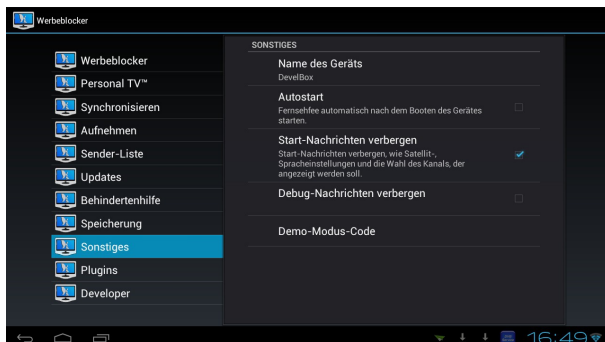 Werbeblocker
Werbeblocker
Personal TV™
Synchronisieren
Aufnehmen
Sender-Liste
Updates
Behindertenhilfe
Speicherung
Sonstiges
Plugins
Developer
SONSTIGES
Name des Geräts
DevelBox
Autostart
Fernsehfee automatisch nach dem Booten des Gerätes
starten.
Start-Nachrichten verbergen
Start-Nachrichten verbergen, wie Satellit-,
Spracheinstellungen und die Wahl des Kanals, der
angezeigt werden soll.
Debug-Nachrichten verbergen
Demo-Modus-Code
16:49